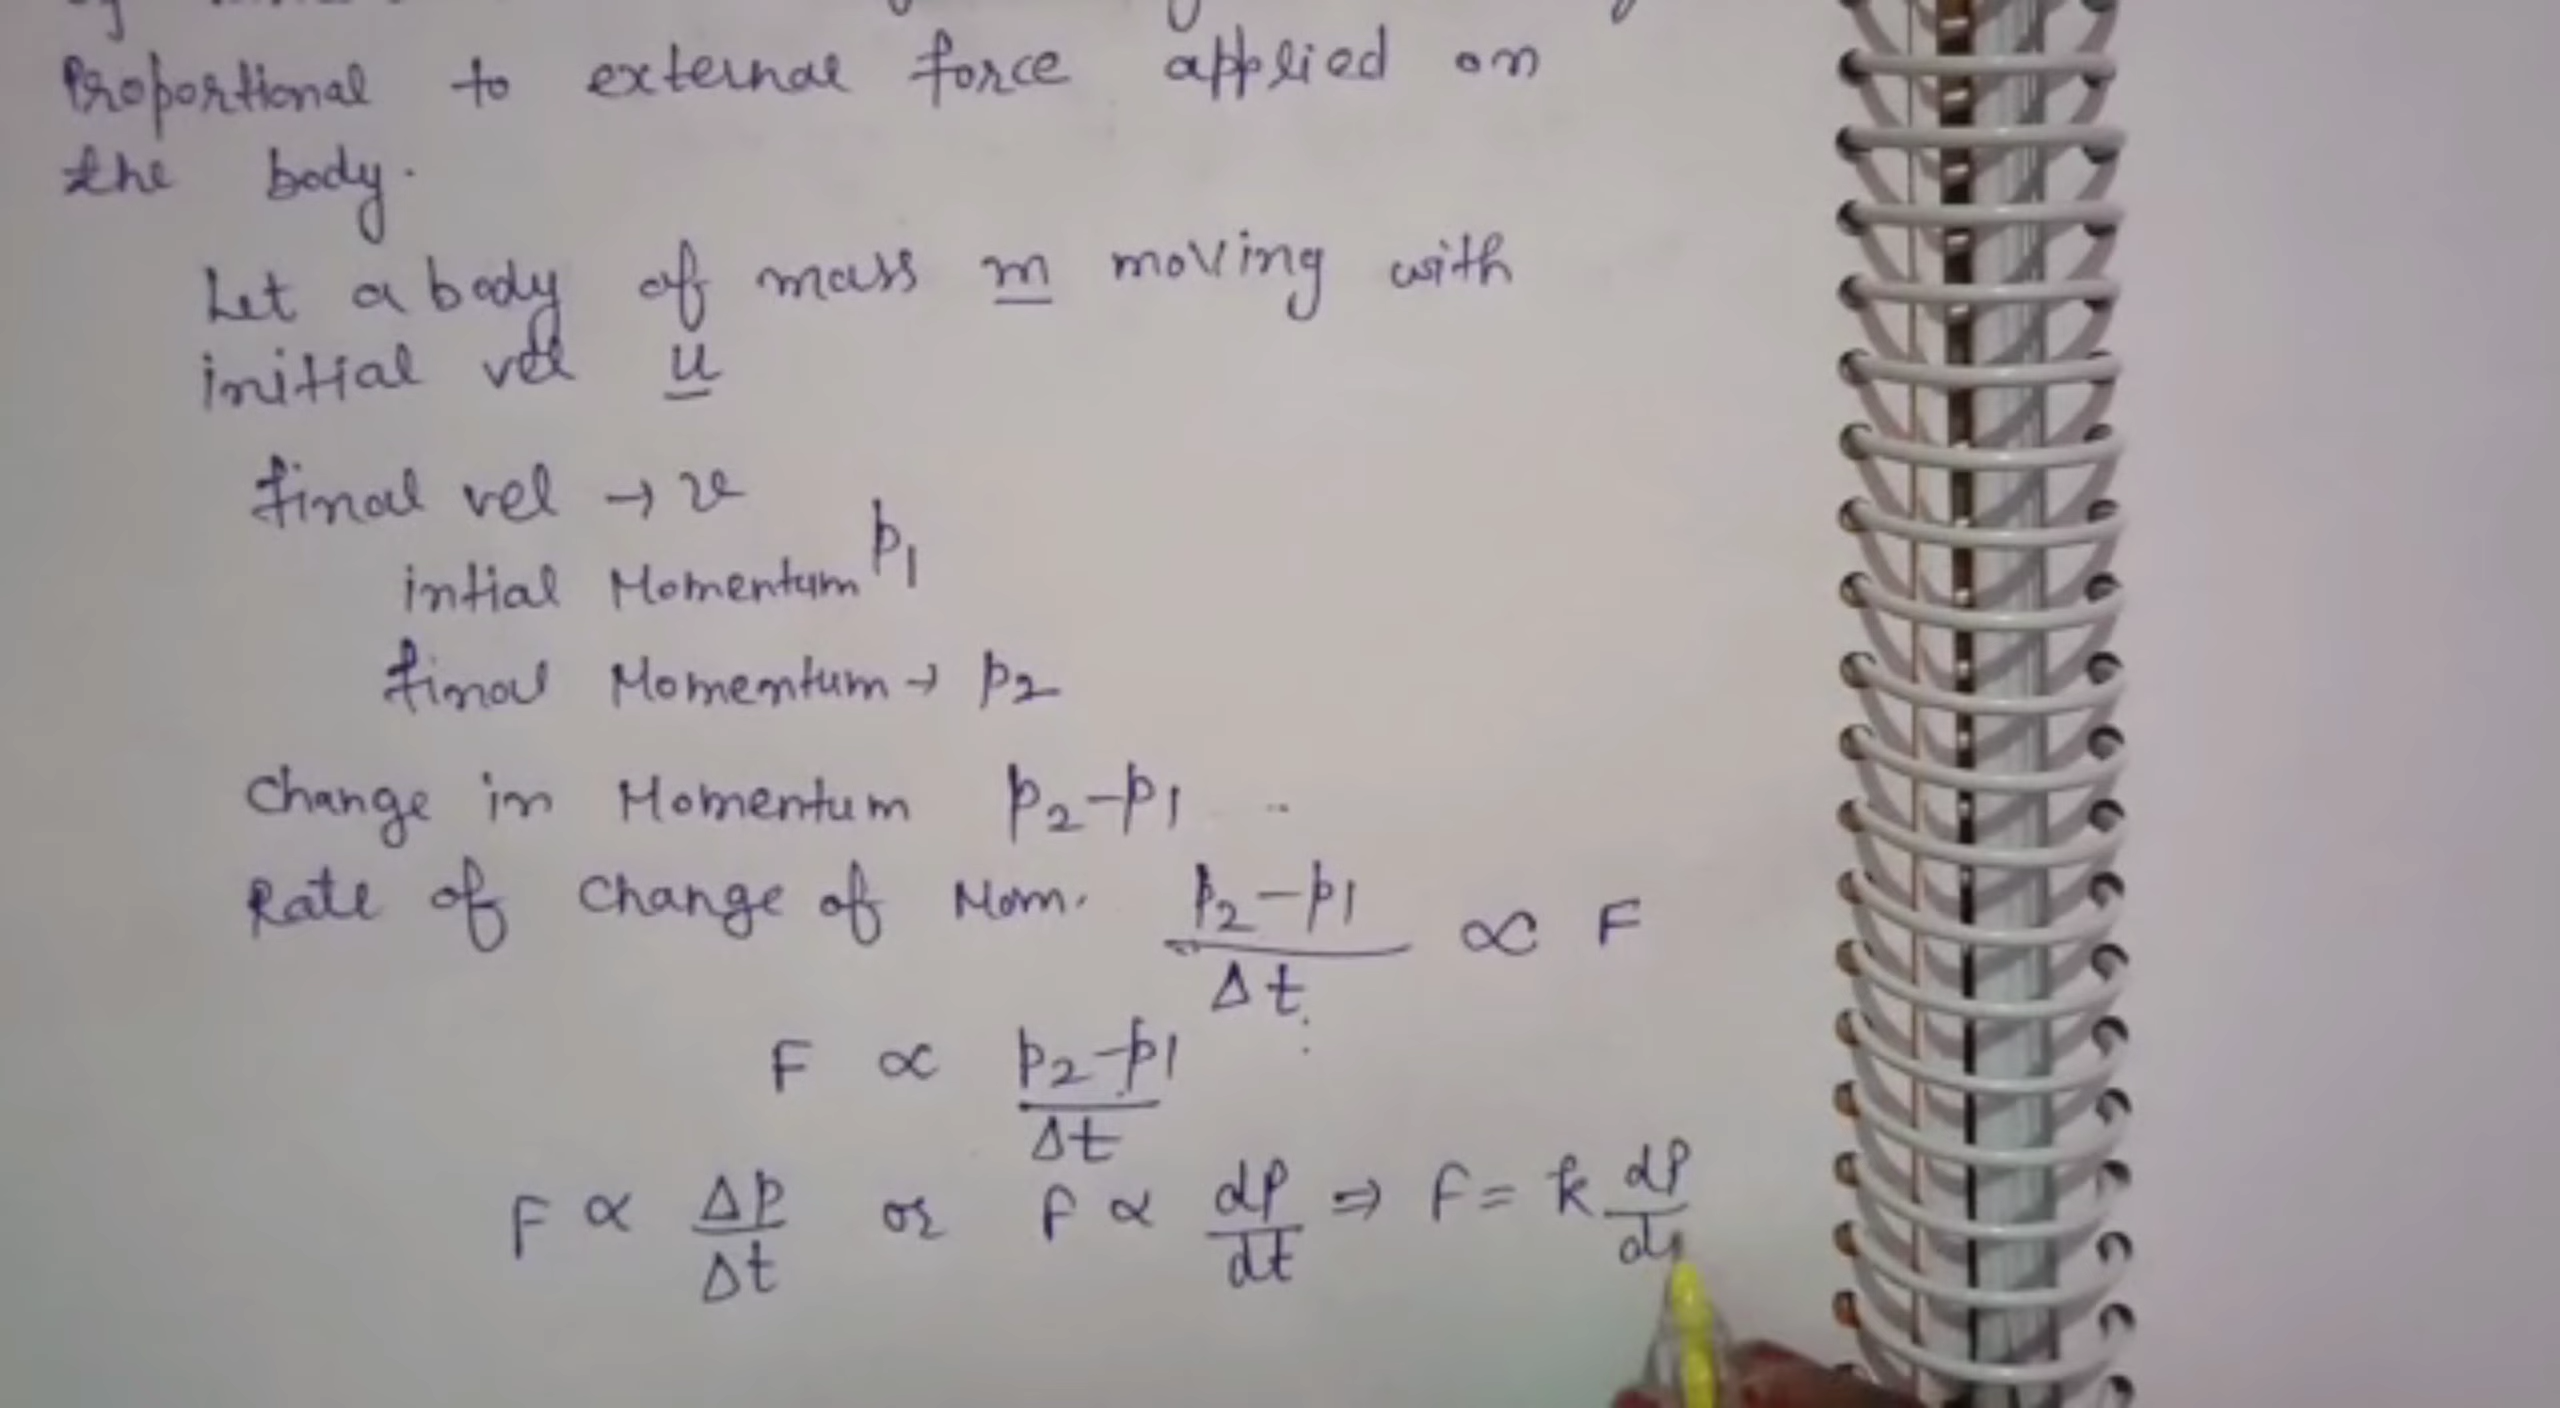 Proportional to external force applied on
the body.
Let a body of mass m moving with
initial vel u
final vel → v
intial Momentum p1
final Momentum → p2
Change in Momentum p2-p1
Rate of Change of Mom. p2-p1/Δt ∝ F
F ∝ p2-p1/Δt
F ∝ Δp/Δt or F ∝ dp/dt ⇒ F = k dp/d